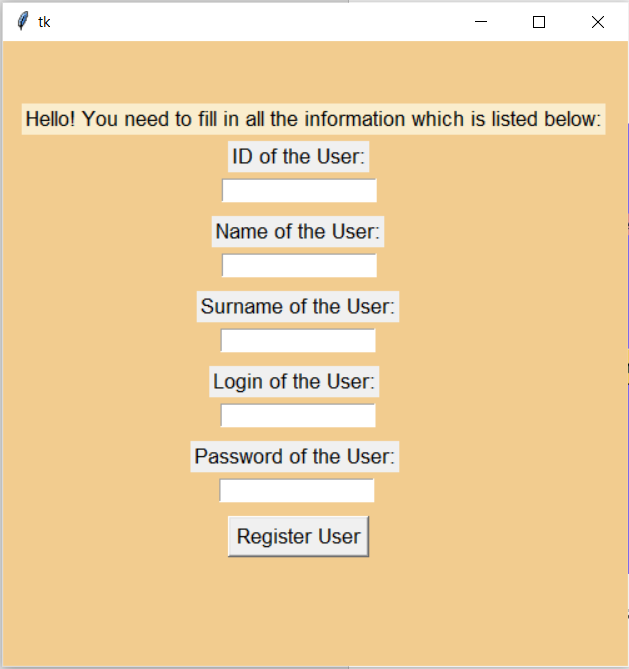 tk
Hello! You need to fill in all the information which is listed below:
ID of the User:
Name of the User:
Surname of the User:
Login of the User:
Password of the User:
Register User